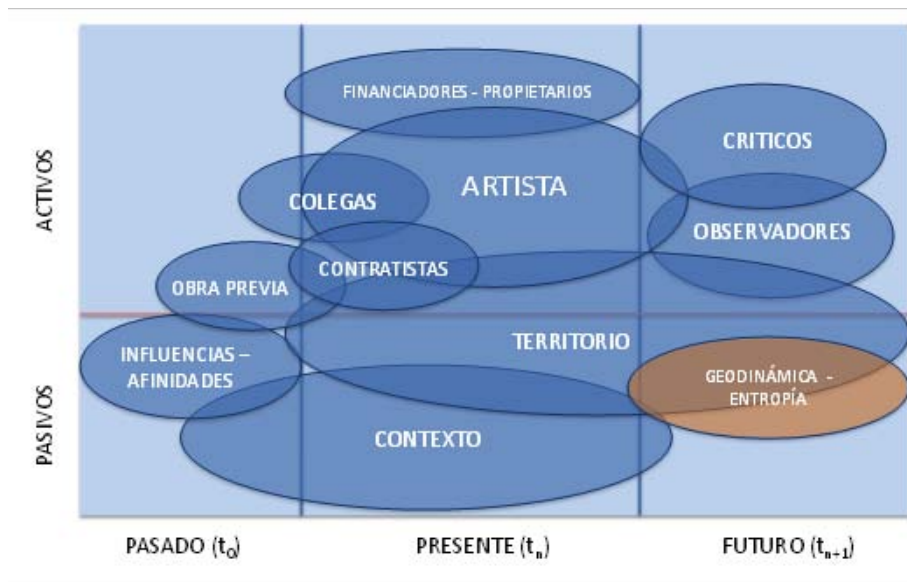 FINANCIADORES - PROPIETARIOS
CRITICOS
ARTISTA
COLEGAS
OBSERVADORES
CONTRATISTAS
OBRA PREVIA
TERRITORIO
INFLUENCIAS –
AFINIDADES
GEODINÁMICA -
ENTROPÍA
CONTEXTO
ACTIVOS
PASIVOS
PASADO (t₀)
PRESENTE (tₙ)
FUTURO (tₙ₊₁)